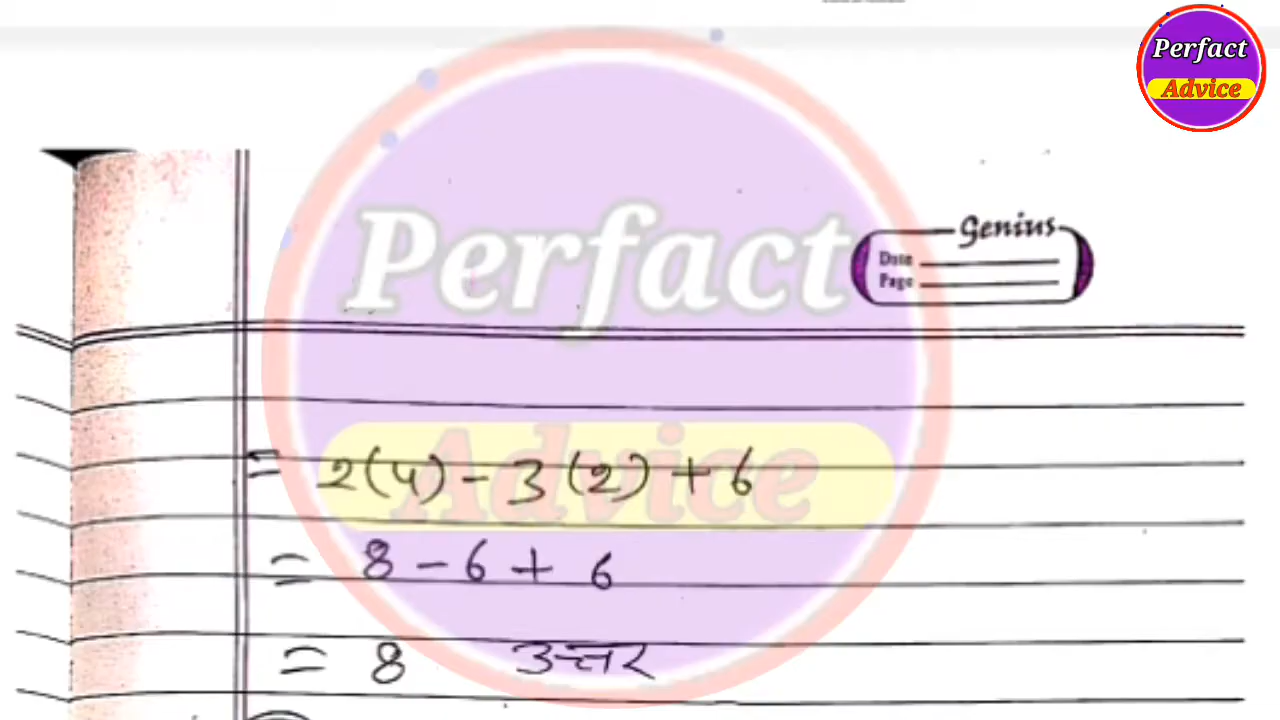 Perfact
Advice
Genius
Date
Page
Perfact
Advice
= 2(4) - 3 (2) + 6
= 8 - 6 + 6
= 8 उत्तर